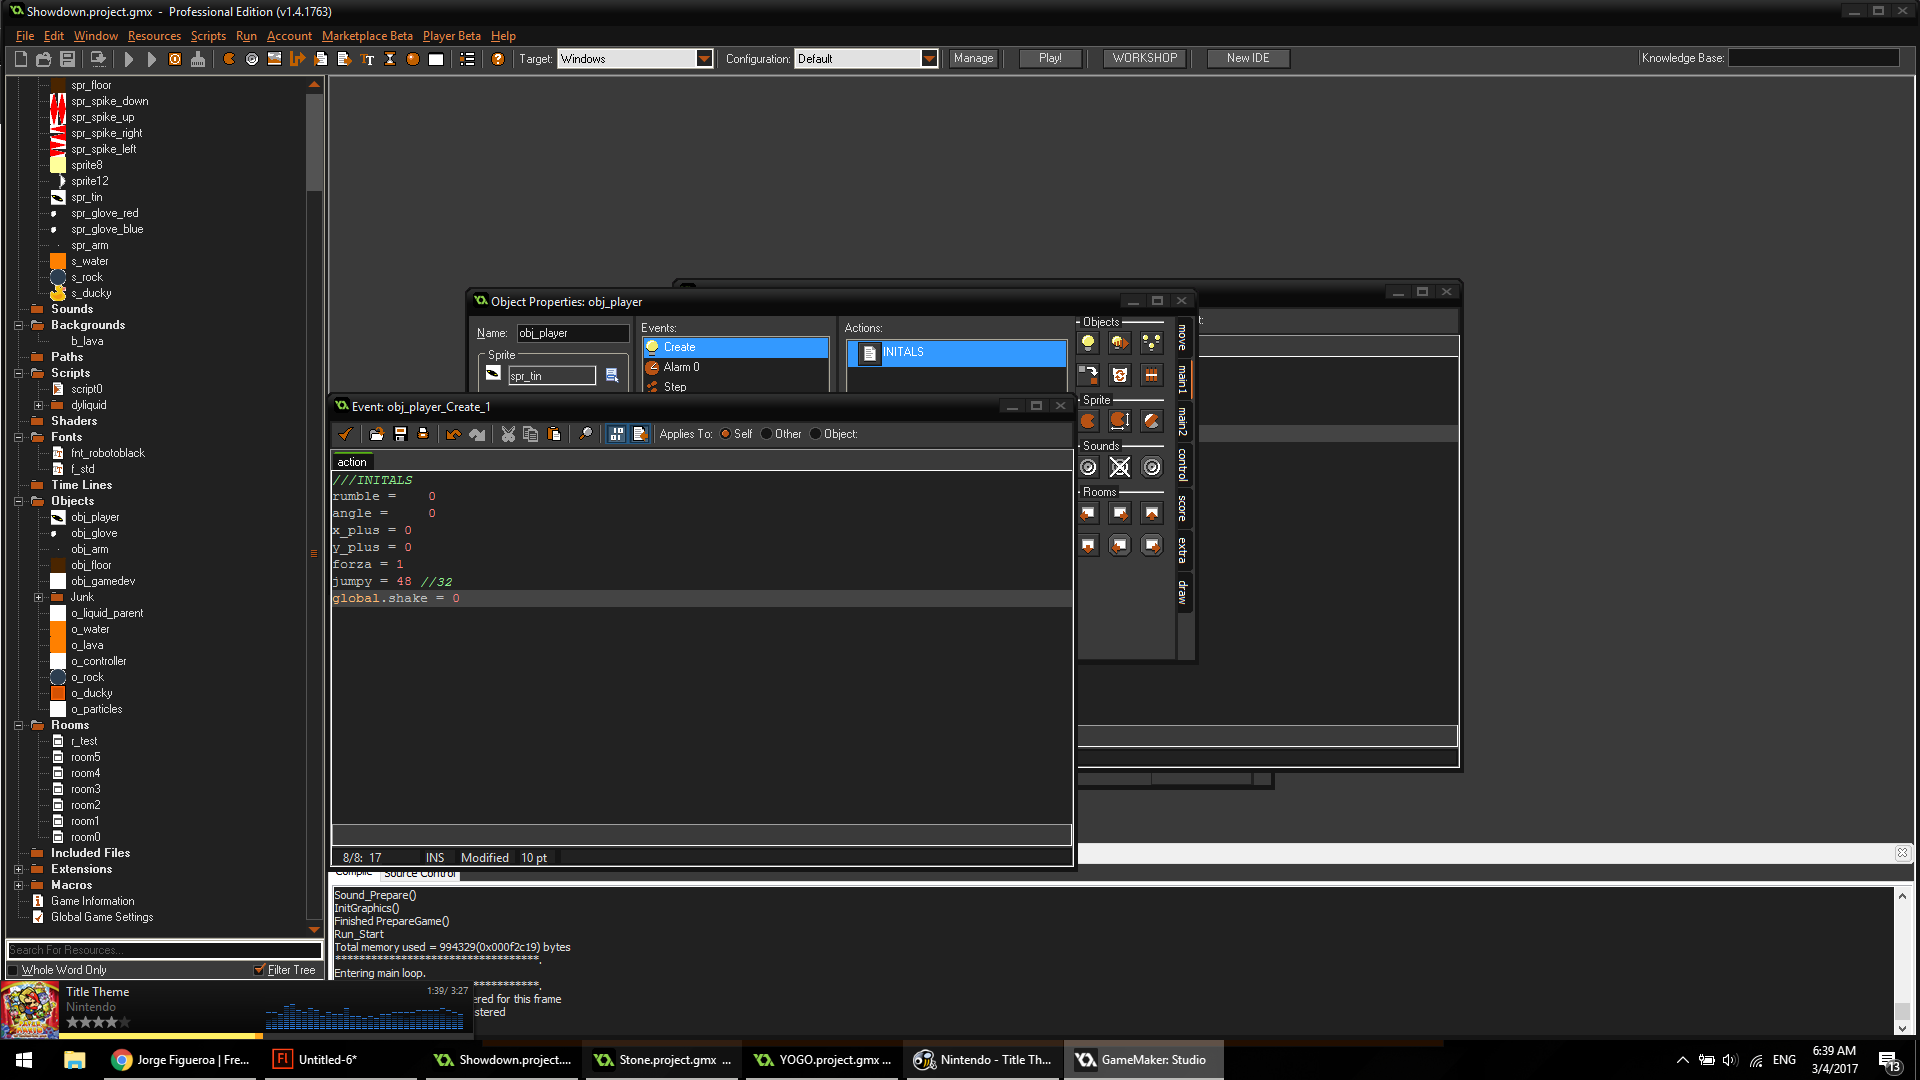 Showdown.project.gmx - Professional Edition (v1.4.1763)
File Edit Window Resources Scripts Run Account Marketplace Beta Player Beta Help
Target: Windows Configuration: Default Manage Play! WORKSHOP New IDE Knowledge Base:
spr_floor
spr_spike_down
spr_spike_up
spr_spike_right
spr_spike_left
sprite8
sprite12
spr_tin
spr_glove_red
spr_glove_blue
spr_arm
s_water
s_rock
s_ducky
Sounds
Backgrounds
b_lava
Paths
Scripts
script0
dyliquid
Shaders
Fonts
fnt_robotoblack
f_std
Time Lines
Objects
obj_player
obj_glove
obj_arm
obj_floor
obj_gamedev
Junk
o_liquid_parent
o_water
o_lava
o_controller
o_rock
o_ducky
o_particles
Rooms
r_test
room5
room4
room3
room2
room1
room0
Included Files
Extensions
Macros
Game Information
Global Game Settings
Search For Resources...
Whole Word Only Filter Tree
Object Properties: obj_player
Name: obj_player
Sprite
spr_tin
Events:
Create
Alarm 0
Step
Actions:
INITALS
Objects
Sprite
Sounds
Rooms
move
main1
main2
control
score
extra
draw
Event: obj_player_Create_1
Applies To: Self Other Object:
action
///INITALS
rumble = 0
angle = 0
x_plus = 0
y_plus = 0
forza = 1
jumpy = 48 //32
global.shake = 0
8/8: 17 INS Modified 10 pt
Compile Source Control
Sound_Prepare()
InitGraphics()
Finished PrepareGame()
Run_Start
Total memory used = 994329(0x000f2c19) bytes
**********************************.
Entering main loop.
***********.
ered for this frame
stered
Title Theme 1:39/ 3:27
Nintendo
Jorge Figueroa | Fre...
Fl Untitled-6*
Showdown.project....
Stone.project.gmx ...
YOGO.project.gmx ...
Nintendo - Title Th...
GameMaker: Studio
ENG
6:39 AM
3/4/2017
13